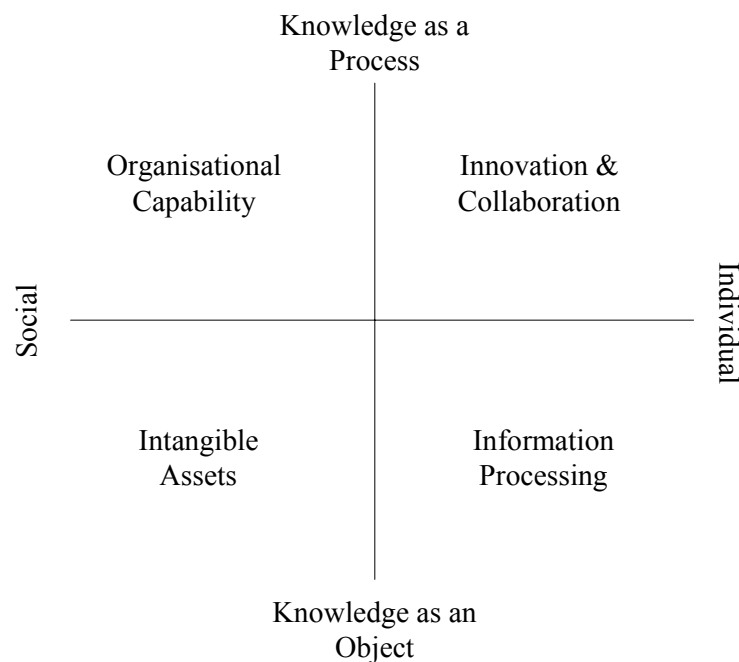 Knowledge as a
Process
Organisational
Capability
Innovation &
Collaboration
Social
Individual
Intangible
Assets
Information
Processing
Knowledge as an
Object